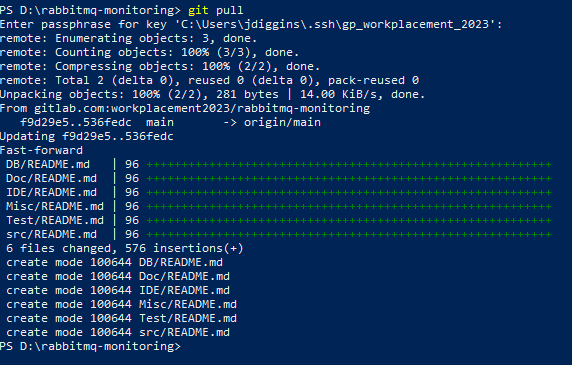 PS D:\rabbitmq-monitoring> git pull
Enter passphrase for key 'C:\Users\jdiggins\.ssh\gp_workplacement_2023':
remote: Enumerating objects: 3, done.
remote: Counting objects: 100% (3/3), done.
remote: Compressing objects: 100% (2/2), done.
remote: Total 2 (delta 0), reused 0 (delta 0), pack-reused 0
Unpacking objects: 100% (2/2), 281 bytes | 14.00 KiB/s, done.
From gitlab.com:workplacement2023/rabbitmq-monitoring
   f9d29e5..536fedc  main       -> origin/main
Updating f9d29e5..536fedc
Fast-forward
 DB/README.md   | 96 ++++++++++++++++++++++++++++++++++++++++++++++++++++++++++
 Doc/README.md  | 96 ++++++++++++++++++++++++++++++++++++++++++++++++++++++++++
 IDE/README.md  | 96 ++++++++++++++++++++++++++++++++++++++++++++++++++++++++++
 Misc/README.md | 96 ++++++++++++++++++++++++++++++++++++++++++++++++++++++++++
 Test/README.md | 96 ++++++++++++++++++++++++++++++++++++++++++++++++++++++++++
 src/README.md  | 96 ++++++++++++++++++++++++++++++++++++++++++++++++++++++++++
 6 files changed, 576 insertions(+)
 create mode 100644 DB/README.md
 create mode 100644 Doc/README.md
 create mode 100644 IDE/README.md
 create mode 100644 Misc/README.md
 create mode 100644 Test/README.md
 create mode 100644 src/README.md
PS D:\rabbitmq-monitoring>